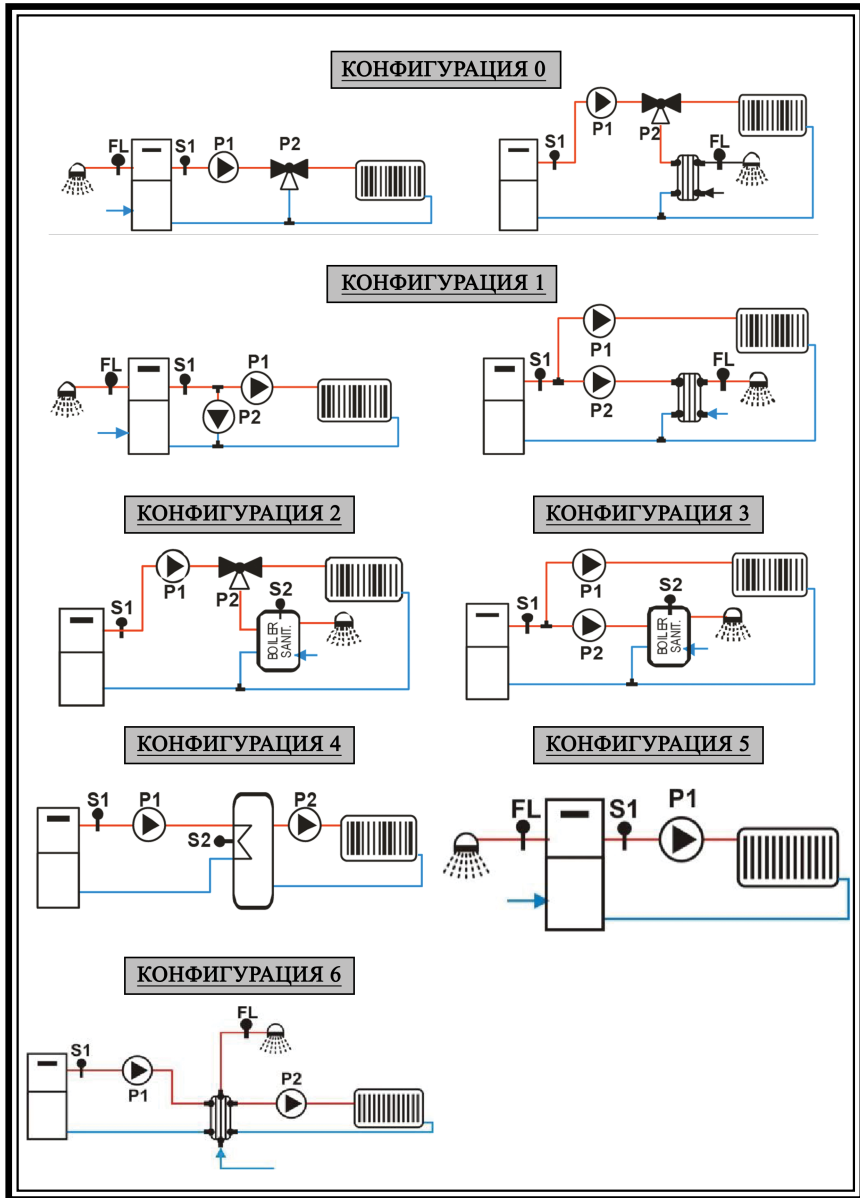 КОНФИГУРАЦИЯ 0
FL
S1
P1
P2
S1
P1
P2
FL
КОНФИГУРАЦИЯ 1
FL
S1
P1
P2
S1
P1
P2
FL
КОНФИГУРАЦИЯ 2
S1
P1
P2
S2
BOILER
SANIT.
КОНФИГУРАЦИЯ 3
S1
P1
P2
S2
BOILER
SANIT.
КОНФИГУРАЦИЯ 4
S1
P1
S2
P2
КОНФИГУРАЦИЯ 5
FL
S1
P1
КОНФИГУРАЦИЯ 6
S1
P1
FL
P2